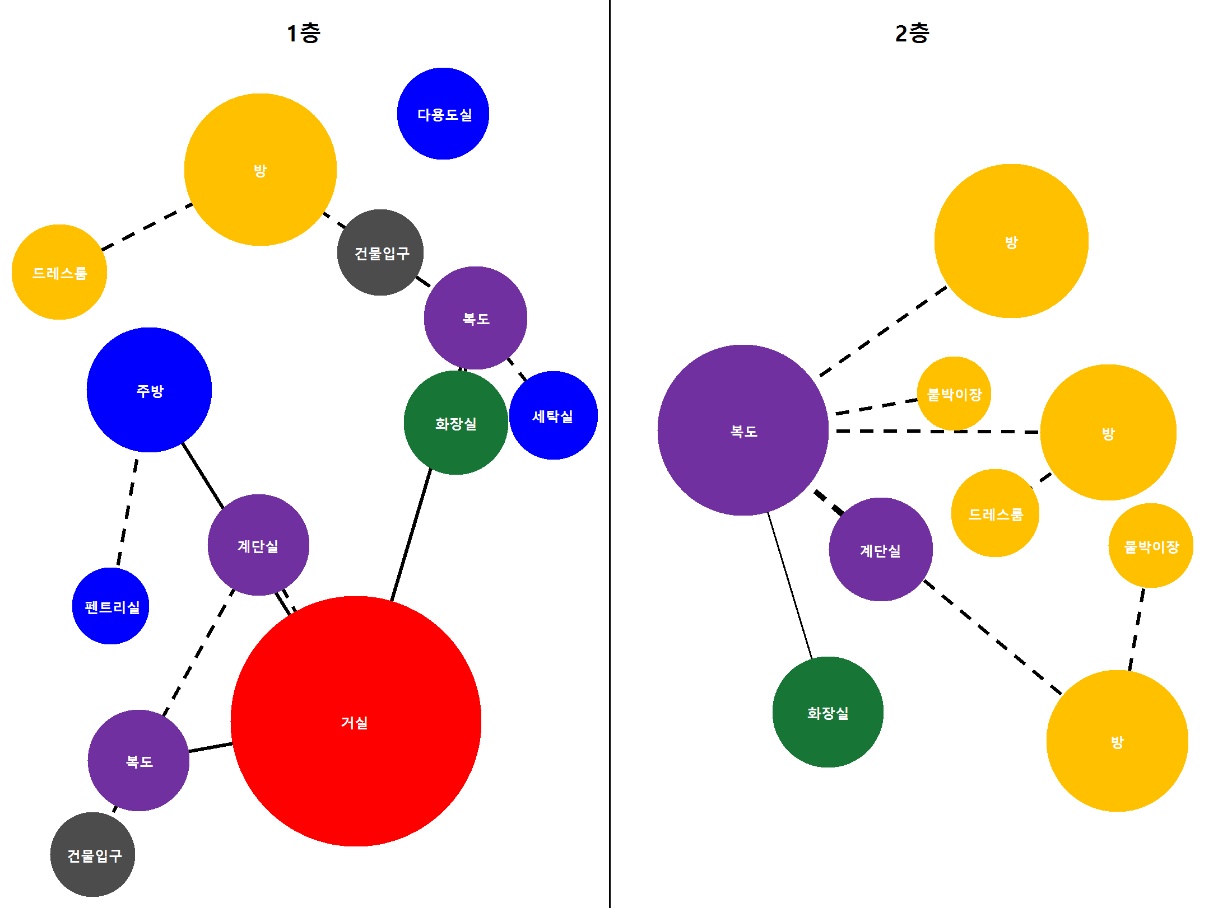 1층
다용도실
방
건물입구
드레스룸
복도
주방
화장실
세탁실
계단실
펜트리실
거실
복도
건물입구
2층
방
붙박이장
복도
방
드레스룸
계단실
붙박이장
화장실
방